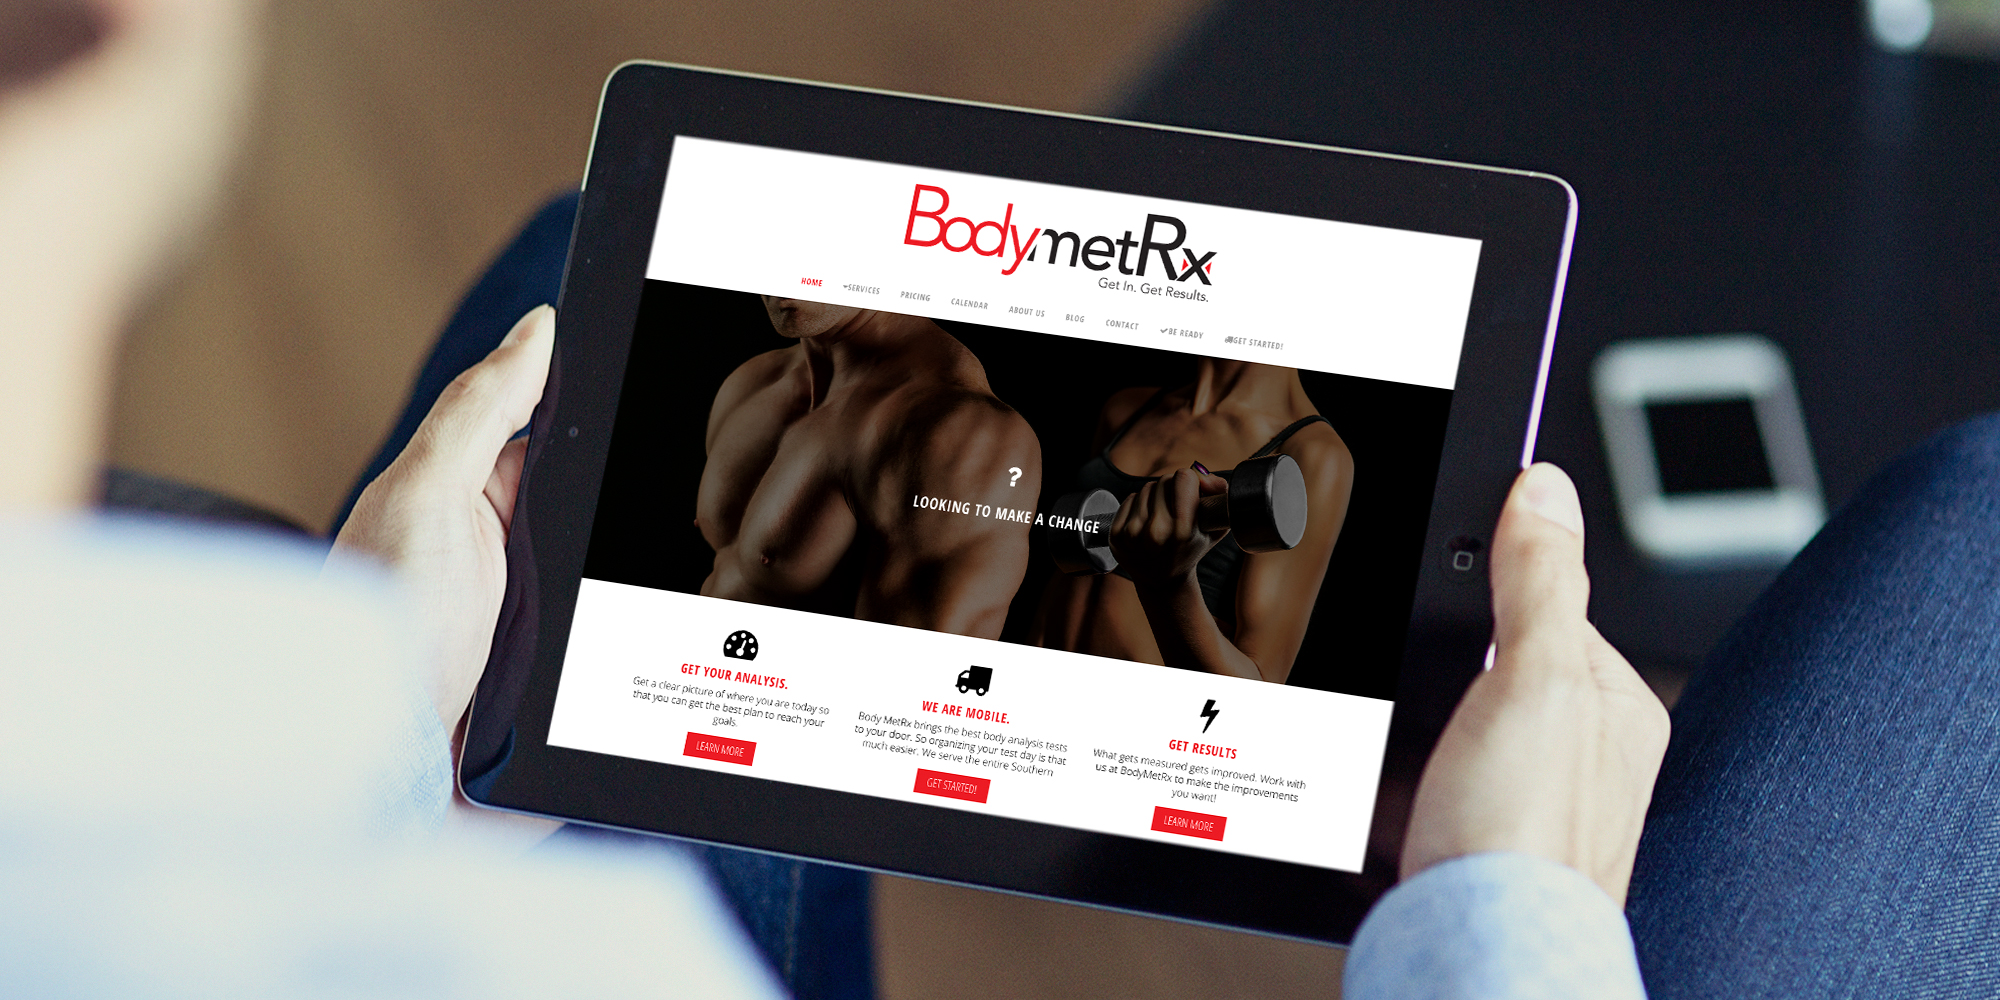 BodymetRx
Get In. Get Results.
HOME SERVICES PRICING CALENDAR ABOUT US BLOG CONTACT BE READY GET STARTED!
?
LOOKING TO MAKE A CHANGE
GET YOUR ANALYSIS.
Get a clear picture of where you are today so
that you can get the best plan to reach your
goals.
LEARN MORE
WE ARE MOBILE.
Body MetRx brings the best body analysis tests
to your door. So organizing your test day is that
much easier. We serve the entire Southern
GET STARTED!
GET RESULTS
What gets measured gets improved. Work with
us at BodyMetRx to make the improvements
you want!
LEARN MORE